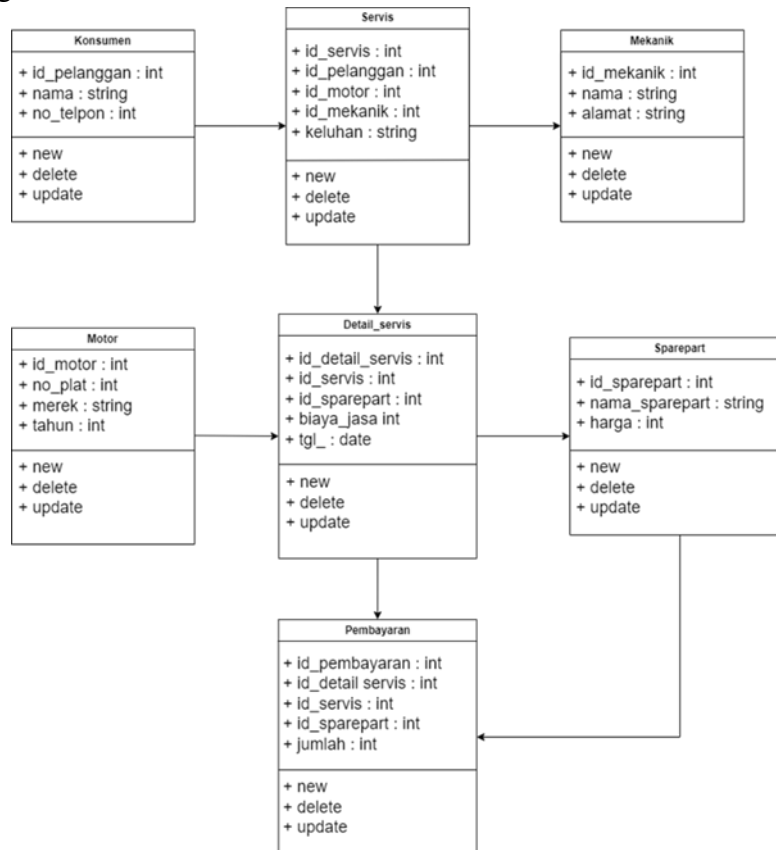 Konsumen
+ id_pelanggan : int
+ nama : string
+ no_telpon : int
+ new
+ delete
+ update
Servis
+ id_servis : int
+ id_pelanggan : int
+ id_motor : int
+ id_mekanik : int
+ keluhan : string
+ new
+ delete
+ update
Mekanik
+ id_mekanik : int
+ nama : string
+ alamat : string
+ new
+ delete
+ update
Motor
+ id_motor : int
+ no_plat : int
+ merek : string
+ tahun : int
+ new
+ delete
+ update
Detail_servis
+ id_detail_servis : int
+ id_servis : int
+ id_sparepart : int
+ biaya_jasa int
+ tgl_ : date
+ new
+ delete
+ update
Sparepart
+ id_sparepart : int
+ nama_sparepart : string
+ harga : int
+ new
+ delete
+ update
Pembayaran
+ id_pembayaran : int
+ id_detail servis : int
+ id_servis : int
+ id_sparepart : int
+ jumlah : int
+ new
+ delete
+ update